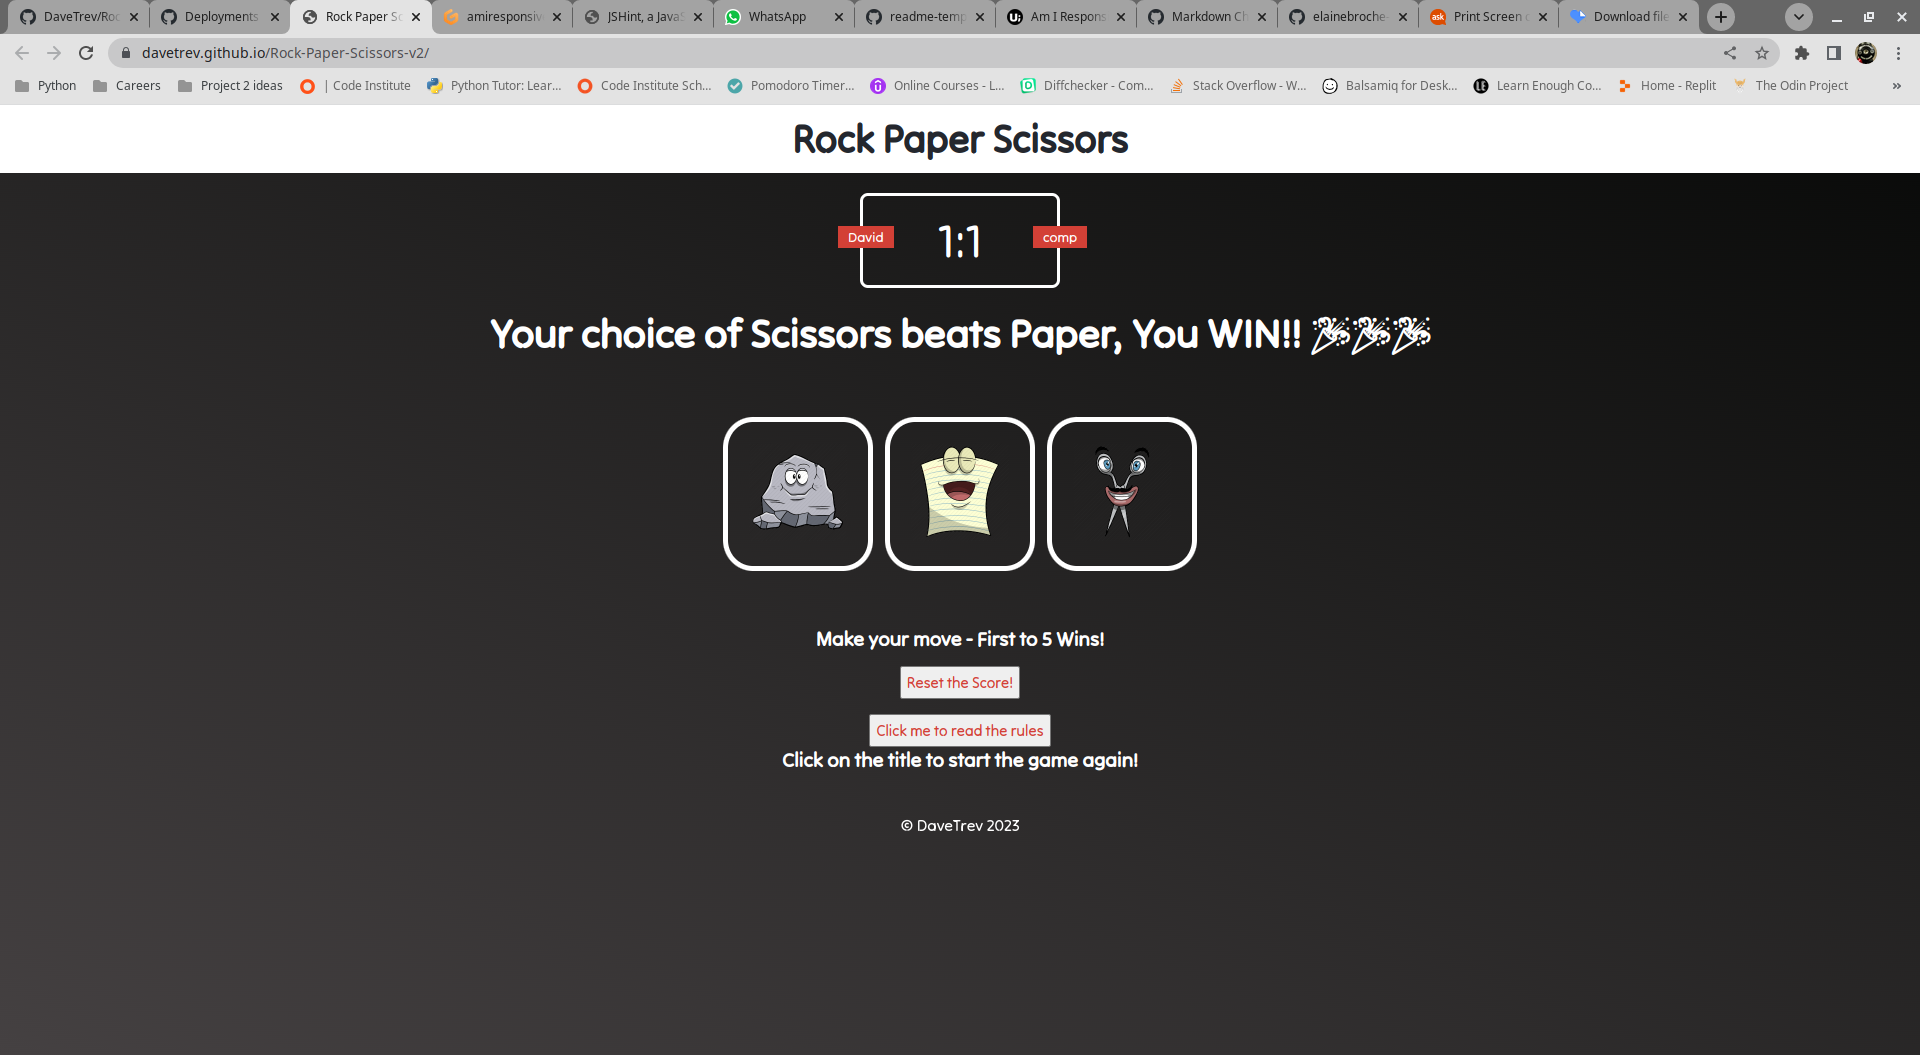 DaveTrev/Roc
Deployments
Rock Paper Sc
amiresponsiv
JSHint, a JavaS
WhatsApp
readme-temp
Am I Respons
Markdown Ch
elainebroche-
Print Screen o
Download file
davetrev.github.io/Rock-Paper-Scissors-v2/
Python
Careers
Project 2 ideas
| Code Institute
Python Tutor: Lear...
Code Institute Sch...
Pomodoro Timer...
Online Courses - L...
Diffchecker - Com...
Stack Overflow - W...
Balsamiq for Desk...
Learn Enough Co...
Home - Replit
The Odin Project
»
Rock Paper Scissors
David 1:1 comp
Your choice of Scissors beats Paper, You WIN!! 🎉🎉🎉
Make your move - First to 5 Wins!
Reset the Score!
Click me to read the rules
Click on the title to start the game again!
© DaveTrev 2023